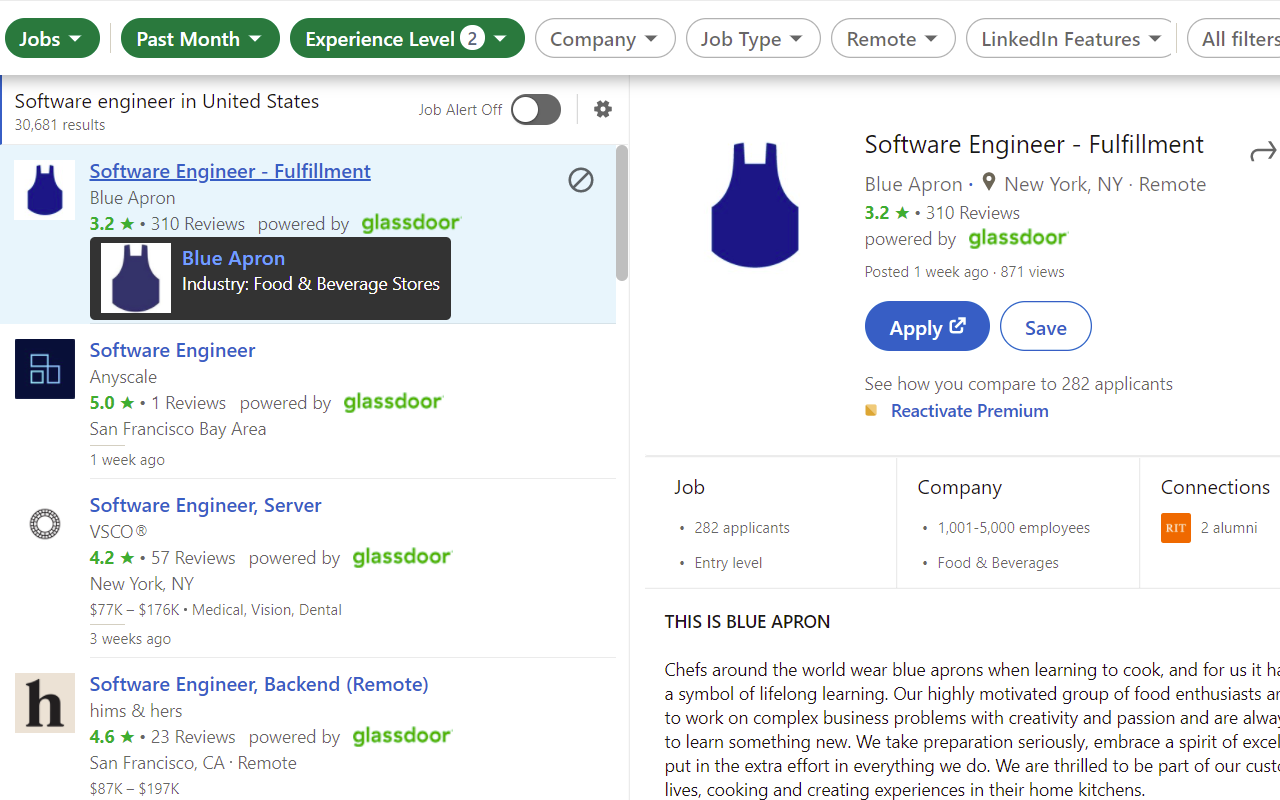 Jobs
Past Month
Experience Level 2
Company
Job Type
Remote
LinkedIn Features
All filters
Software engineer in United States
30,681 results
Job Alert Off
Software Engineer - Fulfillment
Blue Apron
3.2 ★ • 310 Reviews powered by glassdoor
Blue Apron
Industry: Food & Beverage Stores
Software Engineer
Anyscale
5.0 ★ • 1 Reviews powered by glassdoor
San Francisco Bay Area
1 week ago
Software Engineer, Server
VSCO®
4.2 ★ • 57 Reviews powered by glassdoor
New York, NY
$77K – $176K • Medical, Vision, Dental
3 weeks ago
h
Software Engineer, Backend (Remote)
hims & hers
4.6 ★ • 23 Reviews powered by glassdoor
San Francisco, CA · Remote
$87K – $197K
Software Engineer - Fulfillment
Blue Apron · New York, NY · Remote
3.2 ★ • 310 Reviews
powered by glassdoor
Posted 1 week ago · 871 views
Apply
Save
See how you compare to 282 applicants
Reactivate Premium
Job
• 282 applicants
• Entry level
Company
• 1,001-5,000 employees
• Food & Beverages
Connections
RIT 2 alumni
THIS IS BLUE APRON
Chefs around the world wear blue aprons when learning to cook, and for us it ha
a symbol of lifelong learning. Our highly motivated group of food enthusiasts ar
to work on complex business problems with creativity and passion and are alway
to learn something new. We take preparation seriously, embrace a spirit of excel
put in the extra effort in everything we do. We are thrilled to be part of our custo
lives, cooking and creating experiences in their home kitchens.